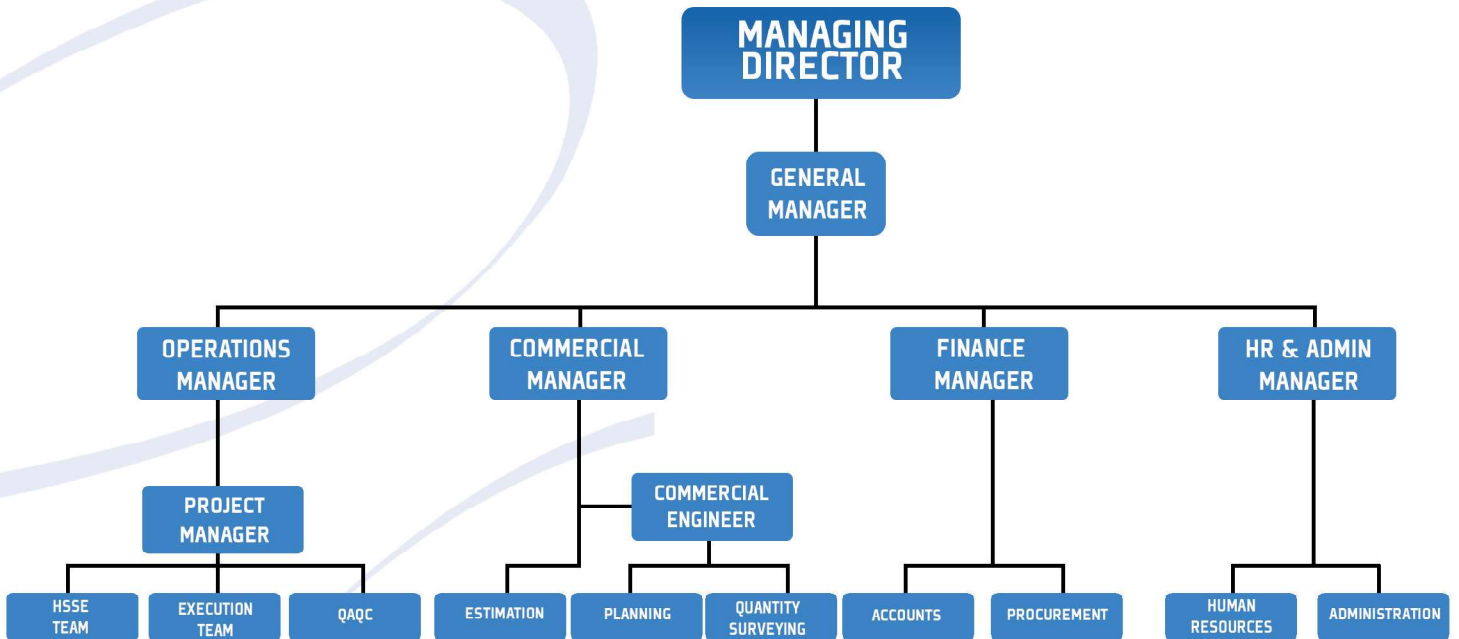 MANAGING
DIRECTOR
GENERAL
MANAGER
OPERATIONS
MANAGER
COMMERCIAL
MANAGER
FINANCE
MANAGER
HR & ADMIN
MANAGER
PROJECT
MANAGER
COMMERCIAL
ENGINEER
HSSE
TEAM
EXECUTION
TEAM
QAQC
ESTIMATION
PLANNING
QUANTITY
SURVEYING
ACCOUNTS
PROCUREMENT
HUMAN
RESOURCES
ADMINISTRATION